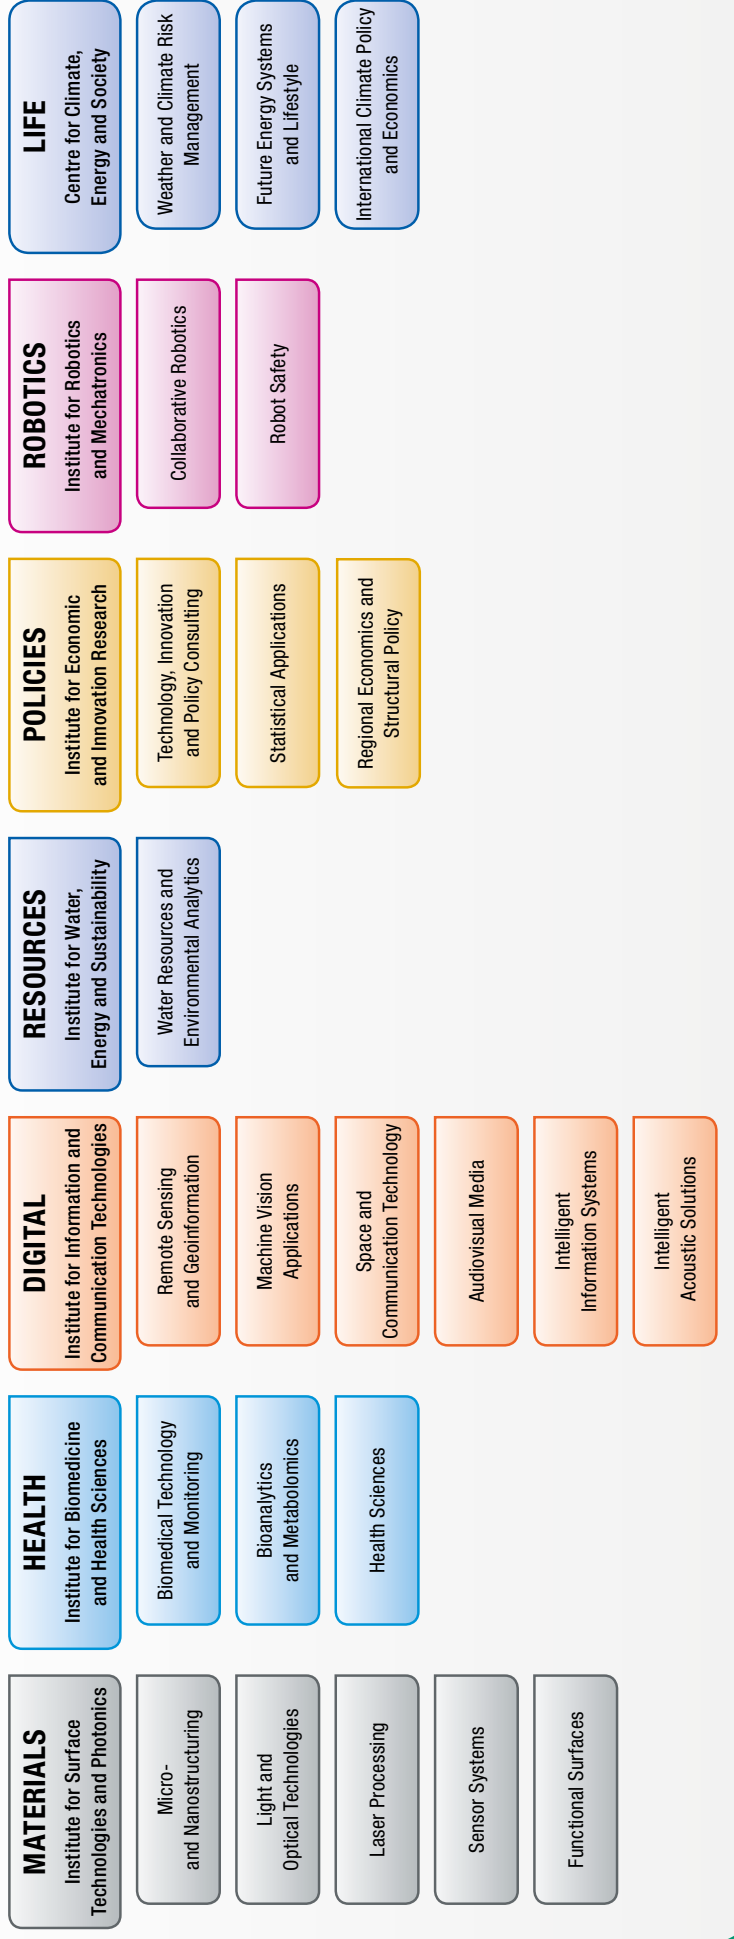 MATERIALS
Institute for Surface
Technologies and Photonics
Micro-
and Nanostructuring
Light and
Optical Technologies
Laser Processing
Sensor Systems
Functional Surfaces
HEALTH
Institute for Biomedicine
and Health Sciences
Biomedical Technology
and Monitoring
Bioanalytics
and Metabolomics
Health Sciences
DIGITAL
Institute for Information and
Communication Technologies
Remote Sensing
and Geoinformation
Machine Vision
Applications
Space and
Communication Technology
Audiovisual Media
Intelligent
Information Systems
Intelligent
Acoustic Solutions
RESOURCES
Institute for Water,
Energy and Sustainability
Water Resources and
Environmental Analytics
POLICIES
Institute for Economic
and Innovation Research
Technology, Innovation
and Policy Consulting
Statistical Applications
Regional Economics and
Structural Policy
ROBOTICS
Institute for Robotics
and Mechatronics
Collaborative Robotics
Robot Safety
LIFE
Centre for Climate,
Energy and Society
Weather and Climate Risk
Management
Future Energy Systems
and Lifestyle
International Climate Policy
and Economics